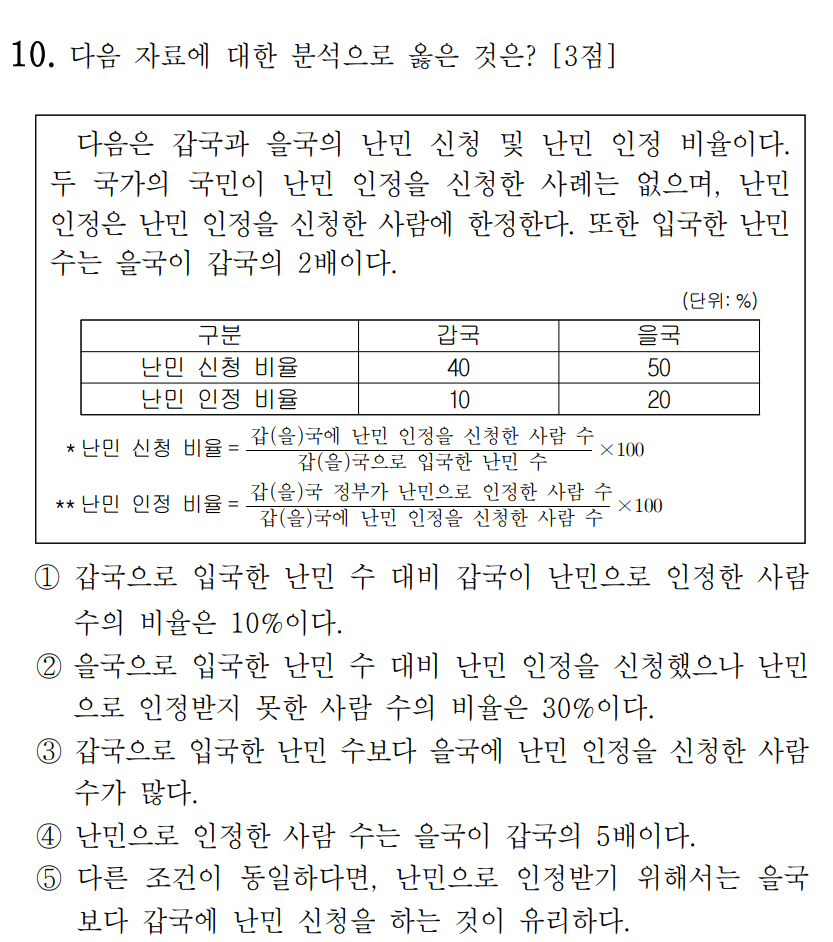 10. 다음 자료에 대한 분석으로 옳은 것은? [3점]
다음은 갑국과 을국의 난민 신청 및 난민 인정 비율이다.
두 국가의 국민이 난민 인정을 신청한 사례는 없으며, 난민
인정은 난민 인정을 신청한 사람에 한정한다. 또한 입국한 난민
수는 을국이 갑국의 2배이다.
(단위: %)
구분 갑국 을국
난민 신청 비율 40 50
난민 인정 비율 10 20
* 난민 신청 비율 = 갑(을)국에 난민 인정을 신청한 사람 수 / 갑(을)국으로 입국한 난민 수 ×100
** 난민 인정 비율 = 갑(을)국 정부가 난민으로 인정한 사람 수 / 갑(을)국에 난민 인정을 신청한 사람 수 ×100
① 갑국으로 입국한 난민 수 대비 갑국이 난민으로 인정한 사람
수의 비율은 10%이다.
② 을국으로 입국한 난민 수 대비 난민 인정을 신청했으나 난민
으로 인정받지 못한 사람 수의 비율은 30%이다.
③ 갑국으로 입국한 난민 수보다 을국에 난민 인정을 신청한 사람
수가 많다.
④ 난민으로 인정한 사람 수는 을국이 갑국의 5배이다.
⑤ 다른 조건이 동일하다면, 난민으로 인정받기 위해서는 을국
보다 갑국에 난민 신청을 하는 것이 유리하다.